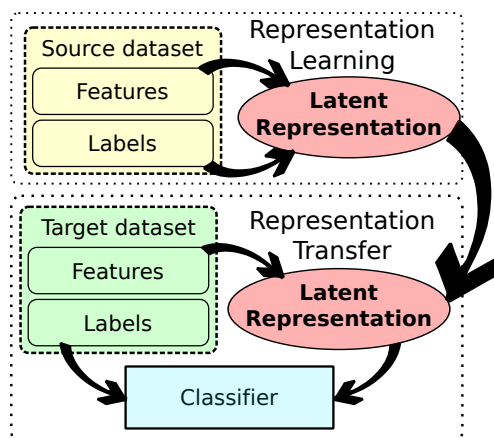 Source dataset
Features
Labels
Representation
Learning
Latent
Representation
Target dataset
Features
Labels
Representation
Transfer
Latent
Representation
Classifier